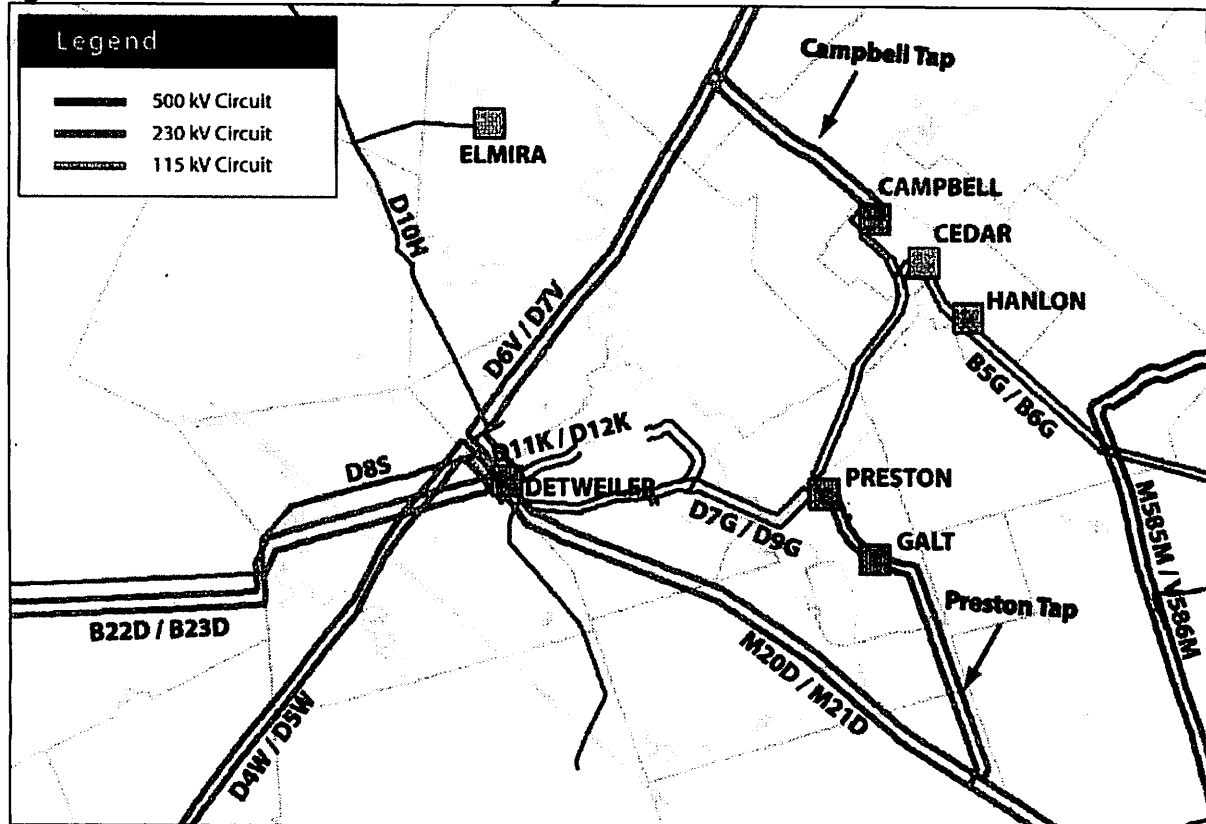 Legend
500 kV Circuit
230 kV Circuit
115 kV Circuit
Campbell Tap
ELMIRA
CAMPBELL
D10H
CEDAR
HANLON
D6V / D7V
B5G / B6G
D11K / D12K
D8S
DETWEILER
PRESTON
D7G / D9G
GALT
M585M / V586M
Preston Tap
B22D / B23D
M20D / M21D
D4W / D5W